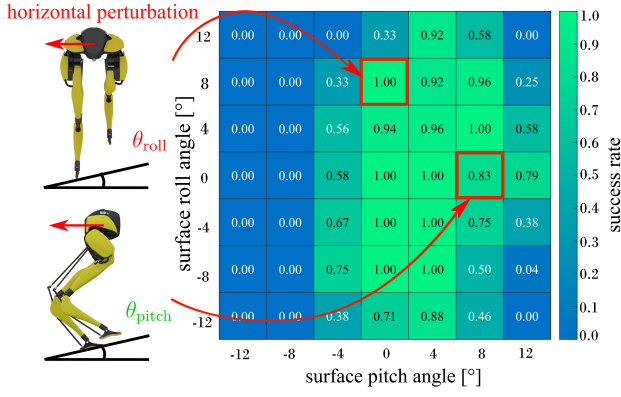 horizontal perturbation
θroll
θpitch
surface roll angle [°]
12 0.00 0.00 0.00 0.33 0.92 0.58 0.00
8 0.00 0.00 0.33 1.00 0.92 0.96 0.25
4 0.00 0.00 0.56 0.94 0.96 1.00 0.58
0 0.00 0.00 0.58 1.00 1.00 0.83 0.79
-4 0.00 0.00 0.67 1.00 1.00 0.75 0.38
-8 0.00 0.00 0.75 1.00 1.00 0.50 0.04
-12 0.00 0.00 0.38 0.71 0.88 0.46 0.00
-12 -8 -4 0 4 8 12
surface pitch angle [°]
1.0
0.9
0.8
0.7
0.6
0.5
0.4
0.3
0.2
0.1
0.0
success rate